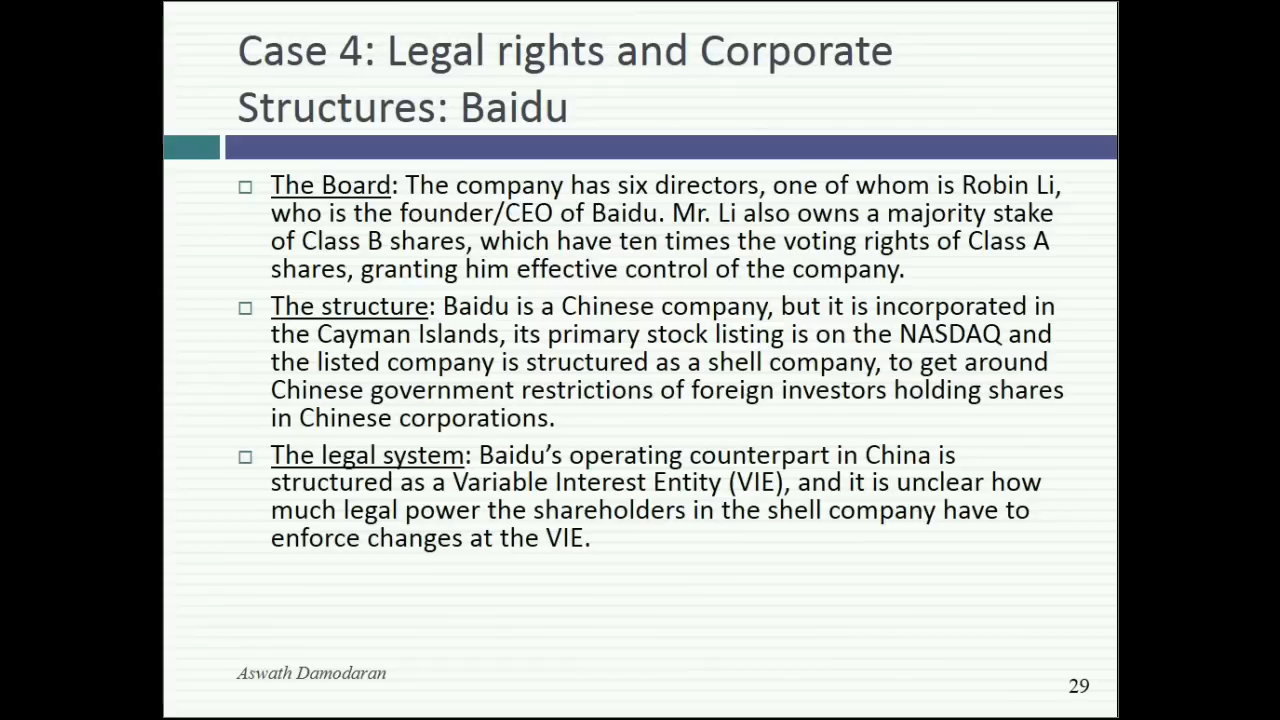 Case 4: Legal rights and Corporate
Structures: Baidu
The Board: The company has six directors, one of whom is Robin Li,
who is the founder/CEO of Baidu. Mr. Li also owns a majority stake
of Class B shares, which have ten times the voting rights of Class A
shares, granting him effective control of the company.
The structure: Baidu is a Chinese company, but it is incorporated in
the Cayman Islands, its primary stock listing is on the NASDAQ and
the listed company is structured as a shell company, to get around
Chinese government restrictions of foreign investors holding shares
in Chinese corporations.
The legal system: Baidu’s operating counterpart in China is
structured as a Variable Interest Entity (VIE), and it is unclear how
much legal power the shareholders in the shell company have to
enforce changes at the VIE.
Aswath Damodaran
29